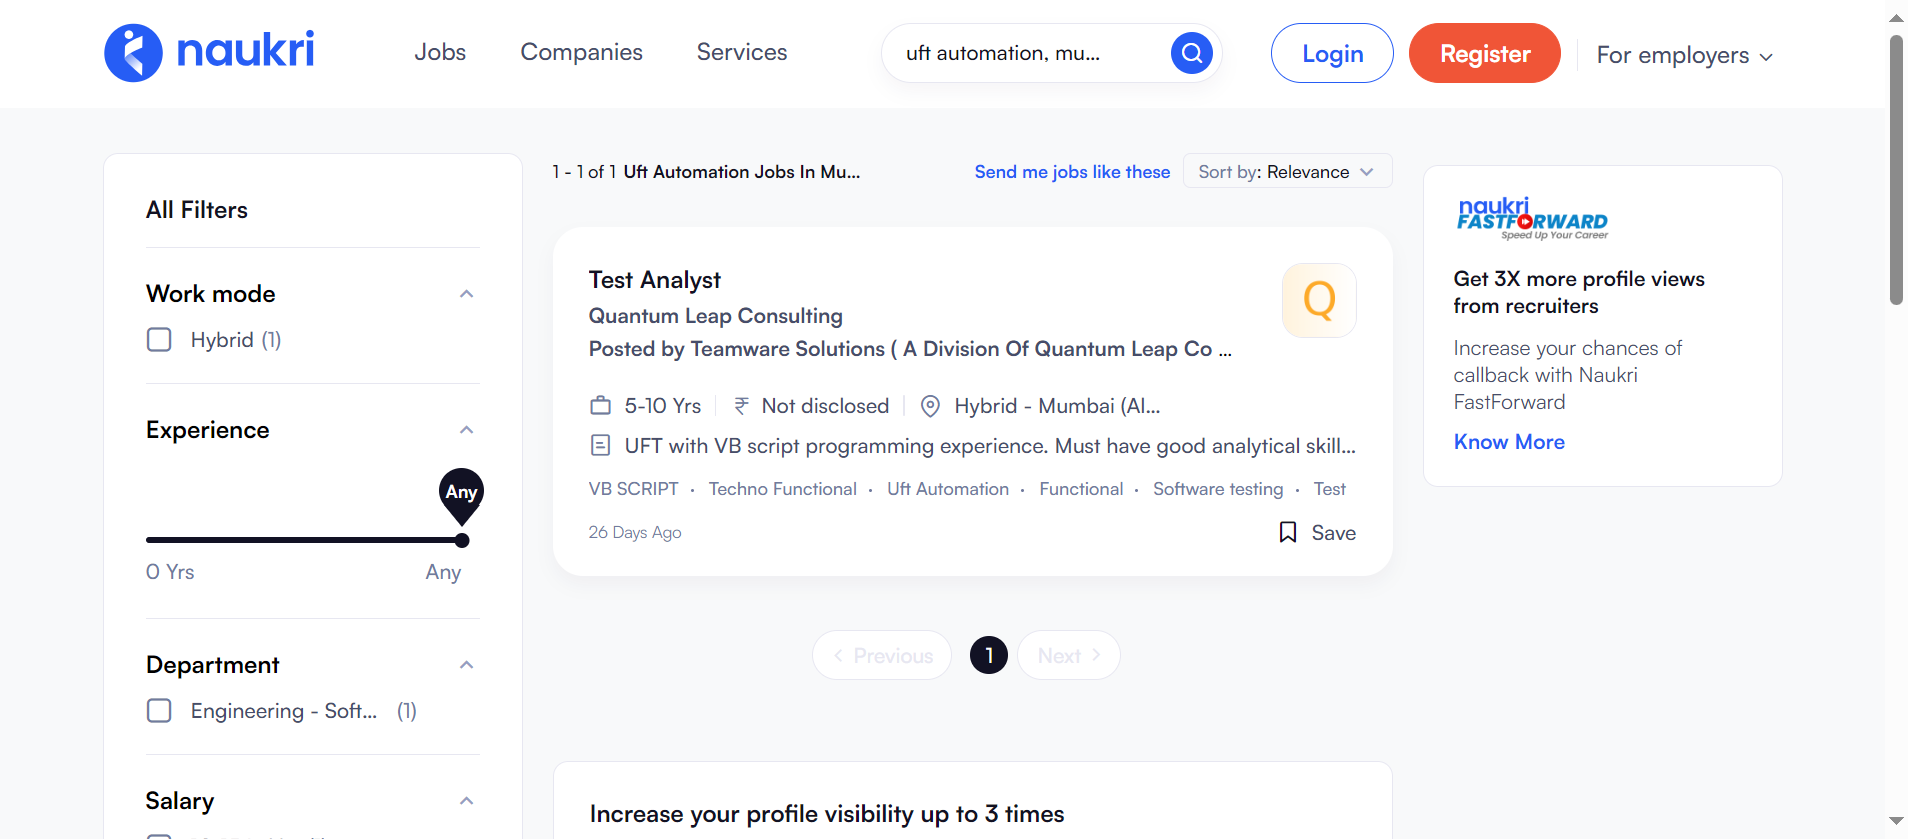 naukri
Jobs
Companies
Services
uft automation, mu...
Login
Register
For employers
All Filters
Work mode
Hybrid (1)
Experience
Any
0 Yrs
Any
Department
Engineering - Soft... (1)
Salary
1 - 1 of 1 Uft Automation Jobs In Mu...
Send me jobs like these
Sort by: Relevance
Test Analyst
Quantum Leap Consulting
Posted by Teamware Solutions ( A Division Of Quantum Leap Co ...
Q
5-10 Yrs
₹ Not disclosed
Hybrid - Mumbai (Al...
UFT with VB script programming experience. Must have good analytical skill...
VB SCRIPT · Techno Functional · Uft Automation · Functional · Software testing · Test
26 Days Ago
Save
Previous
1
Next
Increase your profile visibility up to 3 times
naukri
FASTFORWARD
Speed Up Your Career
Get 3X more profile views
from recruiters
Increase your chances of
callback with Naukri
FastForward
Know More